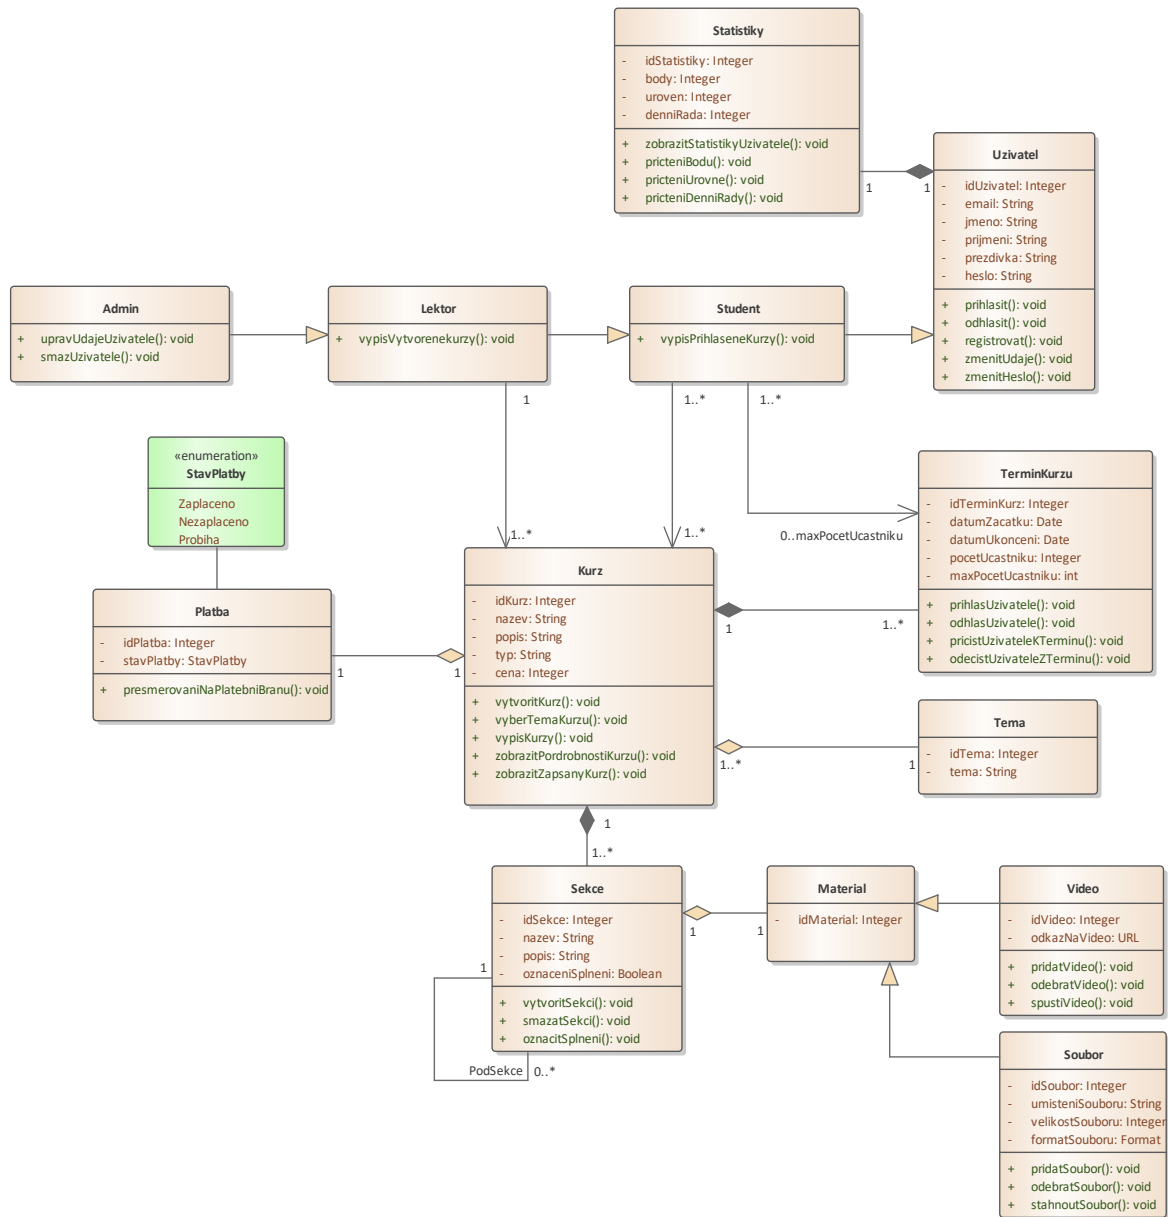 Statistiky
- idStatistiky: Integer
- body: Integer
- uroven: Integer
- denniRada: Integer
+ zobrazitStatistikyUzivatele(): void
+ pricteniBodu(): void
+ pricteniUrovne(): void
+ pricteniDenniRady(): void
1
1
Uzivatel
- idUzivatel: Integer
- email: String
- jmeno: String
- prijmeni: String
- prezdivka: String
- heslo: String
+ prihlasit(): void
+ odhlasit(): void
+ registrovat(): void
+ zmenitUdaje(): void
+ zmenitHeslo(): void
Admin
+ upravUdajeUzivatele(): void
+ smazUzivatele(): void
Lektor
+ vypisVytvorenekurzy(): void
Student
+ vypisPrihlaseneKurzy(): void
1
1..*
1..*
1..*
1..*
0..maxPocetUcastniku
«enumeration»
StavPlatby
Zaplaceno
Nezaplaceno
Probiha
Platba
- idPlatba: Integer
- stavPlatby: StavPlatby
+ presmerovaniNaPlatebniBranu(): void
1
1
Kurz
- idKurz: Integer
- nazev: String
- popis: String
- typ: String
- cena: Integer
+ vytvoritKurz(): void
+ vyberTemaKurzu(): void
+ vypisKurzy(): void
+ zobrazitPordrobnostiKurzu(): void
+ zobrazitZapsanyKurz(): void
1
1..*
TerminKurzu
- idTerminKurz: Integer
- datumZacatku: Date
- datumUkonceni: Date
- pocetUcastniku: Integer
- maxPocetUcastniku: int
+ prihlasUzivatele(): void
+ odhlasUzivatele(): void
+ pricistUzivateleKTerminu(): void
+ odecistUzivateleZTerminu(): void
1..*
1
Tema
- idTema: Integer
- tema: String
1
1..*
Sekce
- idSekce: Integer
- nazev: String
- popis: String
- oznaceniSplneni: Boolean
+ vytvoritSekci(): void
+ smazatSekci(): void
+ oznacitSplneni(): void
1
PodSekce
0..*
1
1
Material
- idMaterial: Integer
Video
- idVideo: Integer
- odkazNaVideo: URL
+ pridatVideo(): void
+ odebratVideo(): void
+ spustiVideo(): void
Soubor
- idSoubor: Integer
- umisteniSouboru: String
- velikostSouboru: Integer
- formatSouboru: Format
+ pridatSoubor(): void
+ odebratSoubor(): void
+ stahnoutSoubor(): void